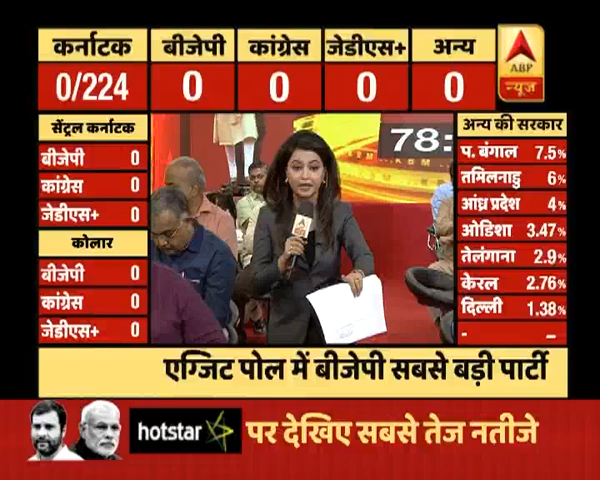 कर्नाटक बीजेपी कांग्रेस जेडीएस+ अन्य
0/224 0 0 0 0
ABP
न्यूज़
सेंट्रल कर्नाटक
बीजेपी 0
कांग्रेस 0
जेडीएस+ 0
कोलार
बीजेपी 0
कांग्रेस 0
जेडीएस+ 0
78:
अन्य की सरकार
प. बंगाल 7.5%
तमिलनाडु 6%
आंध्र प्रदेश 4%
ओडिशा 3.47%
तेलंगाना 2.9%
केरल 2.76%
दिल्ली 1.38%
- -
एग्जिट पोल में बीजेपी सबसे बड़ी पार्टी
hotstar पर देखिए सबसे तेज नतीजे